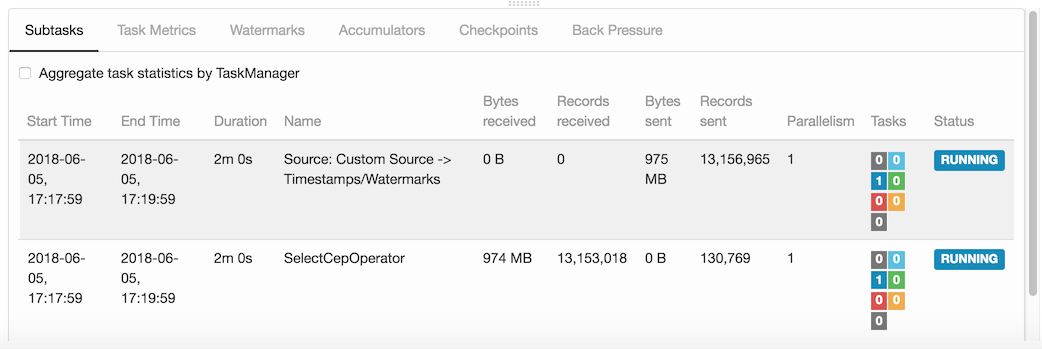 Subtasks Task Metrics Watermarks Accumulators Checkpoints Back Pressure
Aggregate task statistics by TaskManager
Start Time End Time Duration Name Bytes received Records received Bytes sent Records sent Parallelism Tasks Status
2018-06-05, 17:17:59 2018-06-05, 17:19:59 2m 0s Source: Custom Source -> Timestamps/Watermarks 0 B 0 975 MB 13,156,965 1 0 0 1 0 0 0 0 RUNNING
2018-06-05, 17:17:59 2018-06-05, 17:19:59 2m 0s SelectCepOperator 974 MB 13,153,018 0 B 130,769 1 0 0 1 0 0 0 0 RUNNING